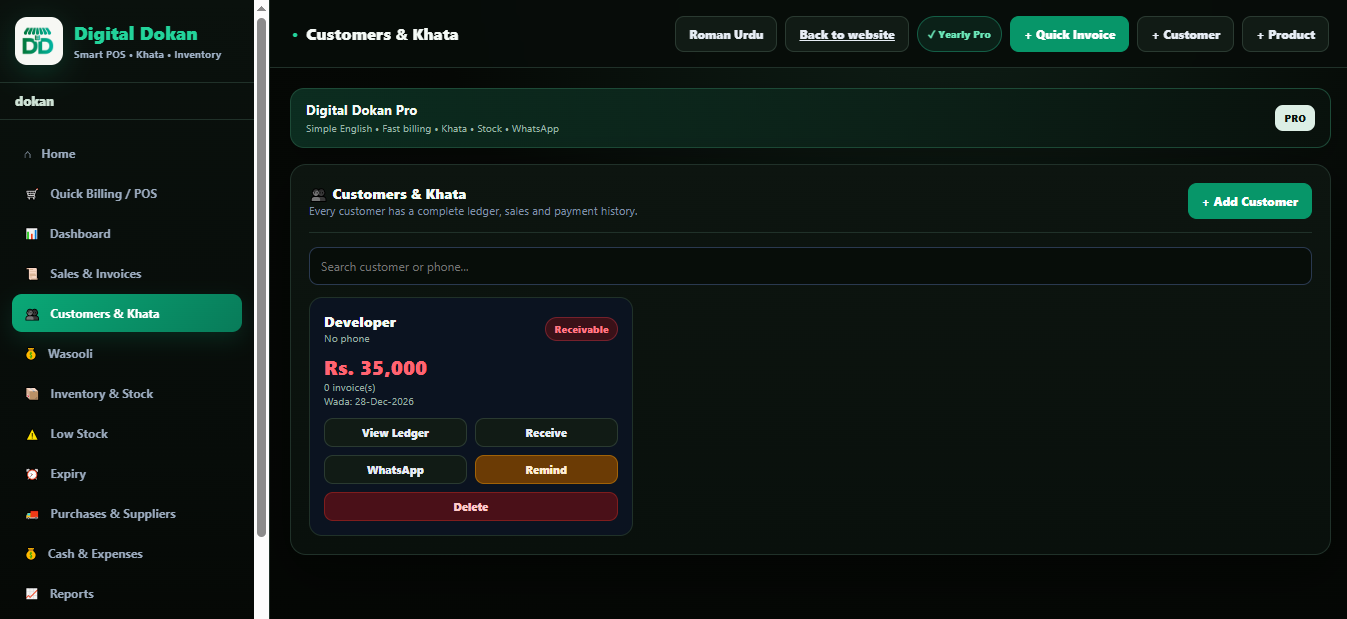 Digital Dokan
Smart POS • Khata • Inventory
dokan
Home
Quick Billing / POS
Dashboard
Sales & Invoices
Customers & Khata
Wasooli
Inventory & Stock
Low Stock
Expiry
Purchases & Suppliers
Cash & Expenses
Reports
• Customers & Khata
Roman Urdu
Back to website
✓ Yearly Pro
+ Quick Invoice
+ Customer
+ Product
Digital Dokan Pro
Simple English • Fast billing • Khata • Stock • WhatsApp
PRO
Customers & Khata
Every customer has a complete ledger, sales and payment history.
+ Add Customer
Search customer or phone...
Developer
No phone
Receivable
Rs. 35,000
0 invoice(s)
Wada: 28-Dec-2026
View Ledger
Receive
WhatsApp
Remind
Delete